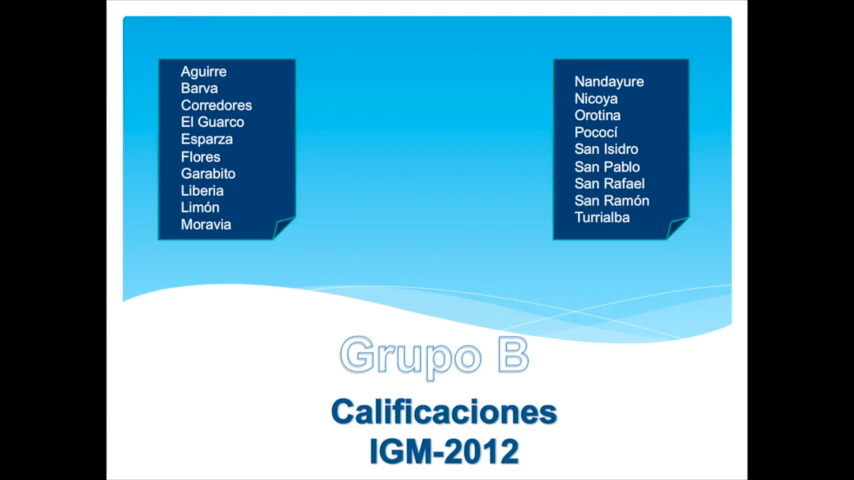 Aguirre
Barva
Corredores
El Guarco
Esparza
Flores
Garabito
Liberia
Limón
Moravia
Nandayure
Nicoya
Orotina
Pococí
San Isidro
San Pablo
San Rafael
San Ramón
Turrialba
Grupo B
Calificaciones
IGM-2012